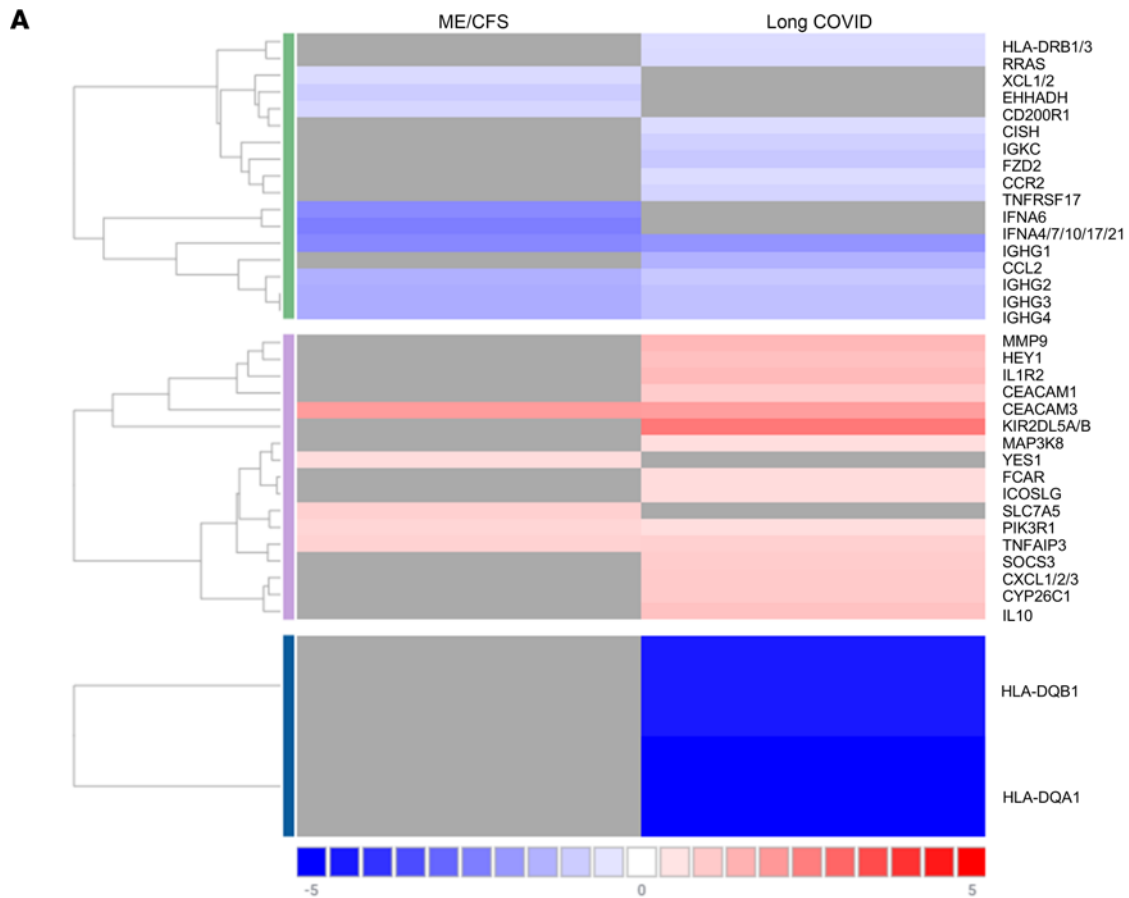 A
ME/CFS Long COVID
HLA-DRB1/3
RRAS
XCL1/2
EHHADH
CD200R1
CISH
IGKC
FZD2
CCR2
TNFRSF17
IFNA6
IFNA4/7/10/17/21
IGHG1
CCL2
IGHG2
IGHG3
IGHG4
MMP9
HEY1
IL1R2
CEACAM1
CEACAM3
KIR2DL5A/B
MAP3K8
YES1
FCAR
ICOSLG
SLC7A5
PIK3R1
TNFAIP3
SOCS3
CXCL1/2/3
CYP26C1
IL10
HLA-DQB1
HLA-DQA1
-5 0 5